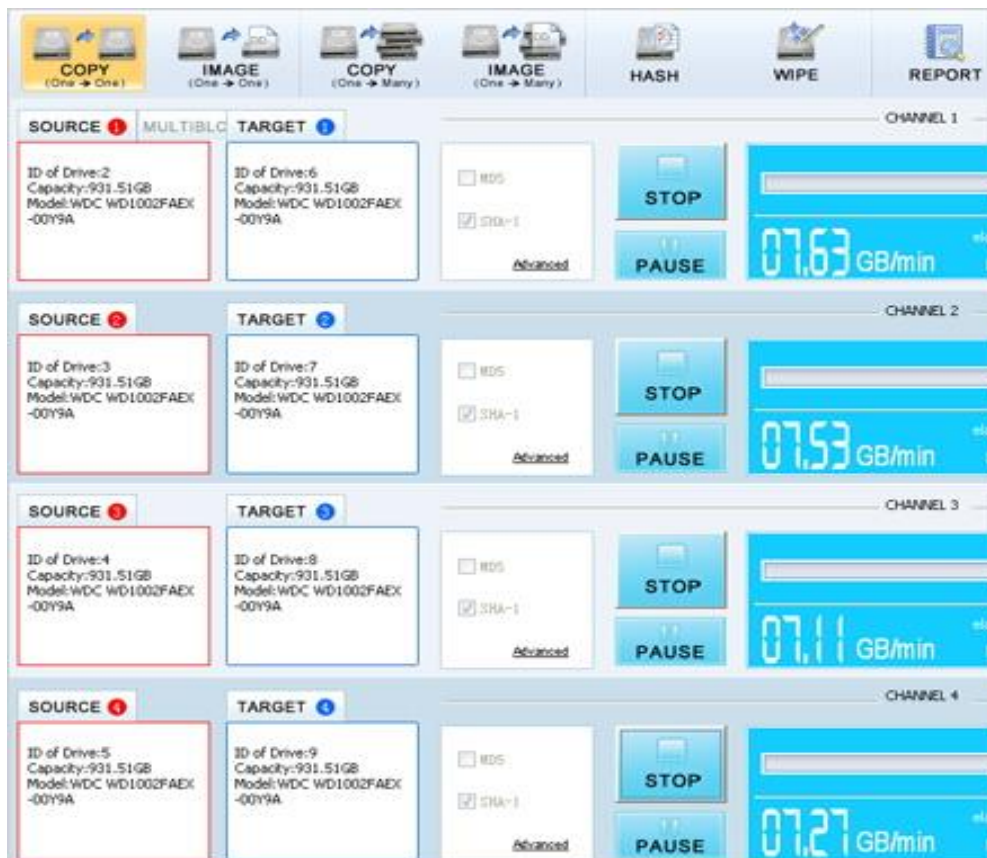 COPY
(One → One)
IMAGE
(One → One)
COPY
(One → Many)
IMAGE
(One → Many)
HASH
WIPE
REPORT
SOURCE 1 MULTIBLC TARGET 1
CHANNEL 1
ID of Drive:2
Capacity:931.51GB
Model:WDC WD1002FAEX
-00Y9A
ID of Drive:6
Capacity:931.51GB
Model:WDC WD1002FAEX
-00Y9A
MD5
SHA-1
Advanced
STOP
PAUSE
07.63 GB/min
SOURCE 2 TARGET 2
CHANNEL 2
ID of Drive:3
Capacity:931.51GB
Model:WDC WD1002FAEX
-00Y9A
ID of Drive:7
Capacity:931.51GB
Model:WDC WD1002FAEX
-00Y9A
MD5
SHA-1
Advanced
STOP
PAUSE
07.53 GB/min
SOURCE 3 TARGET 3
CHANNEL 3
ID of Drive:4
Capacity:931.51GB
Model:WDC WD1002FAEX
-00Y9A
ID of Drive:8
Capacity:931.51GB
Model:WDC WD1002FAEX
-00Y9A
MD5
SHA-1
Advanced
STOP
PAUSE
07.11 GB/min
SOURCE 4 TARGET 4
CHANNEL 4
ID of Drive:5
Capacity:931.51GB
Model:WDC WD1002FAEX
-00Y9A
ID of Drive:9
Capacity:931.51GB
Model:WDC WD1002FAEX
-00Y9A
MD5
SHA-1
Advanced
STOP
PAUSE
07.27 GB/min